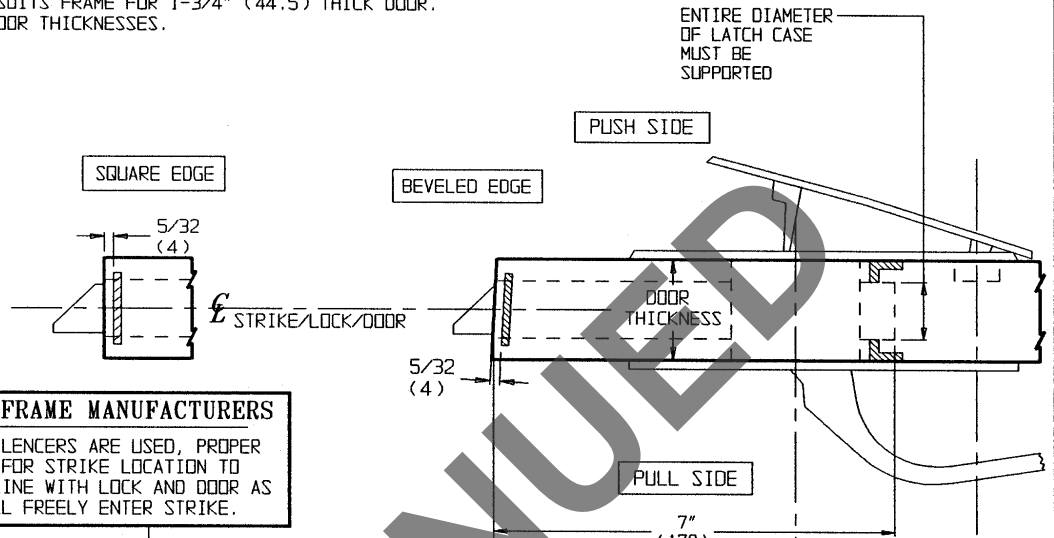 SUITS FRAME FOR 1-3/4" (44.5) THICK DOOR.
OOR THICKNESSES.
ENTIRE DIAMETER
OF LATCH CASE
MUST BE
SUPPORTED
PUSH SIDE
SQUARE EDGE
BEVELED EDGE
5/32
(4)
℄ STRIKE/LOCK/DOOR
DOOR
THICKNESS
5/32
(4)
FRAME MANUFACTURERS
LENCERS ARE USED, PROPER
FOR STRIKE LOCATION TO
INE WITH LOCK AND DOOR AS
L FREELY ENTER STRIKE.
PULL SIDE
7"
NUED